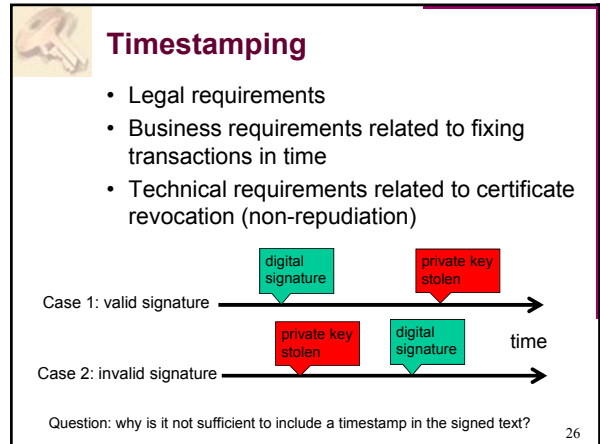 Timestamping
• Legal requirements
• Business requirements related to fixing
transactions in time
• Technical requirements related to certificate
revocation (non-repudiation)
digital
signature
private key
stolen
Case 1: valid signature
time
private key
stolen
digital
signature
Case 2: invalid signature
Question: why is it not sufficient to include a timestamp in the signed text?
26